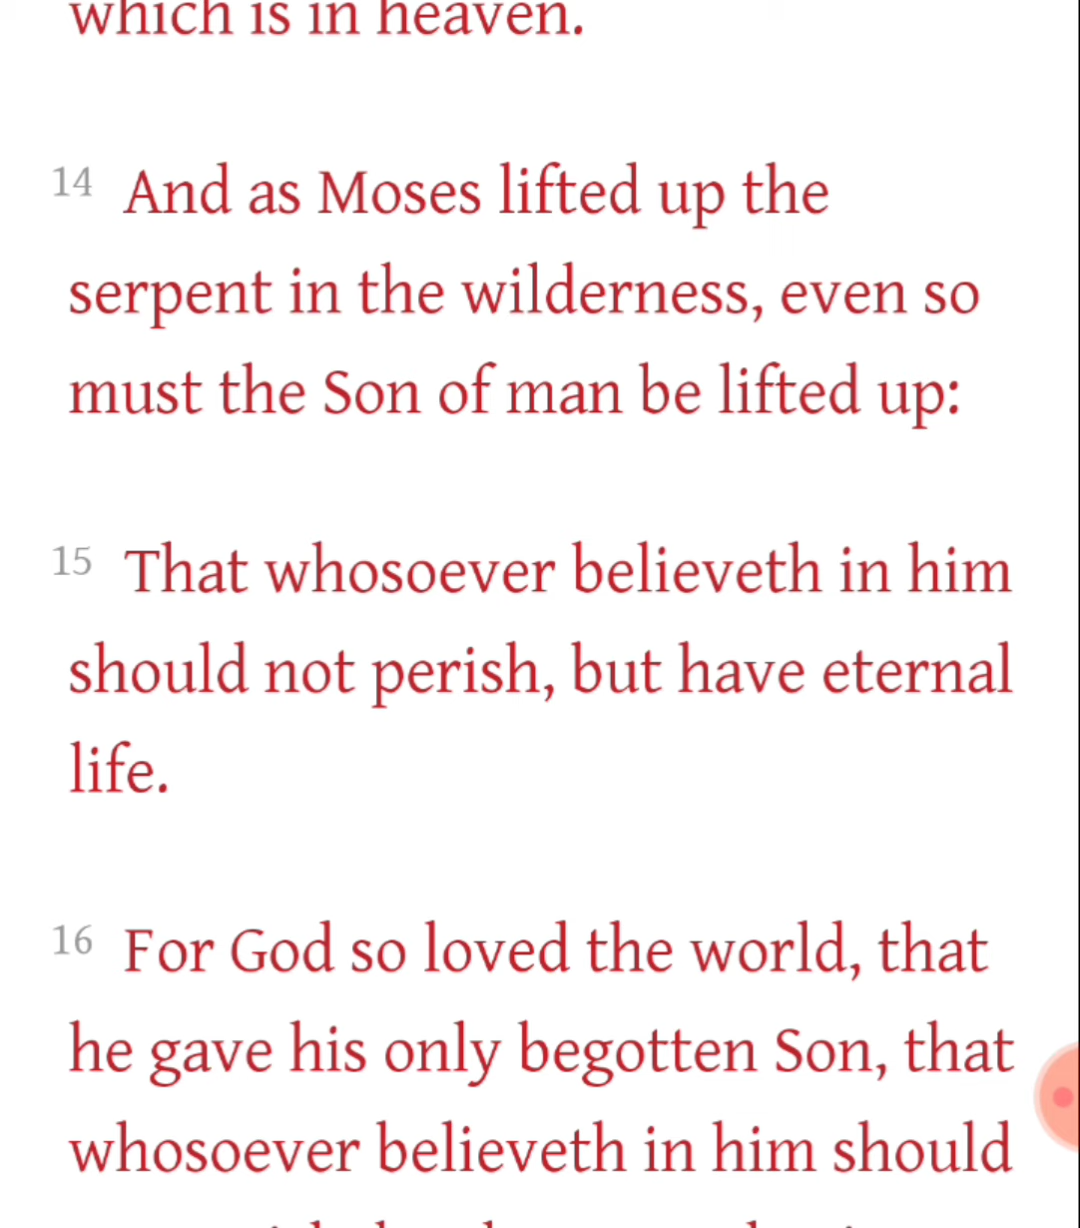 which is in heaven.
14 And as Moses lifted up the
serpent in the wilderness, even so
must the Son of man be lifted up:
15 That whosoever believeth in him
should not perish, but have eternal
life.
16 For God so loved the world, that
he gave his only begotten Son, that
whosoever believeth in him should